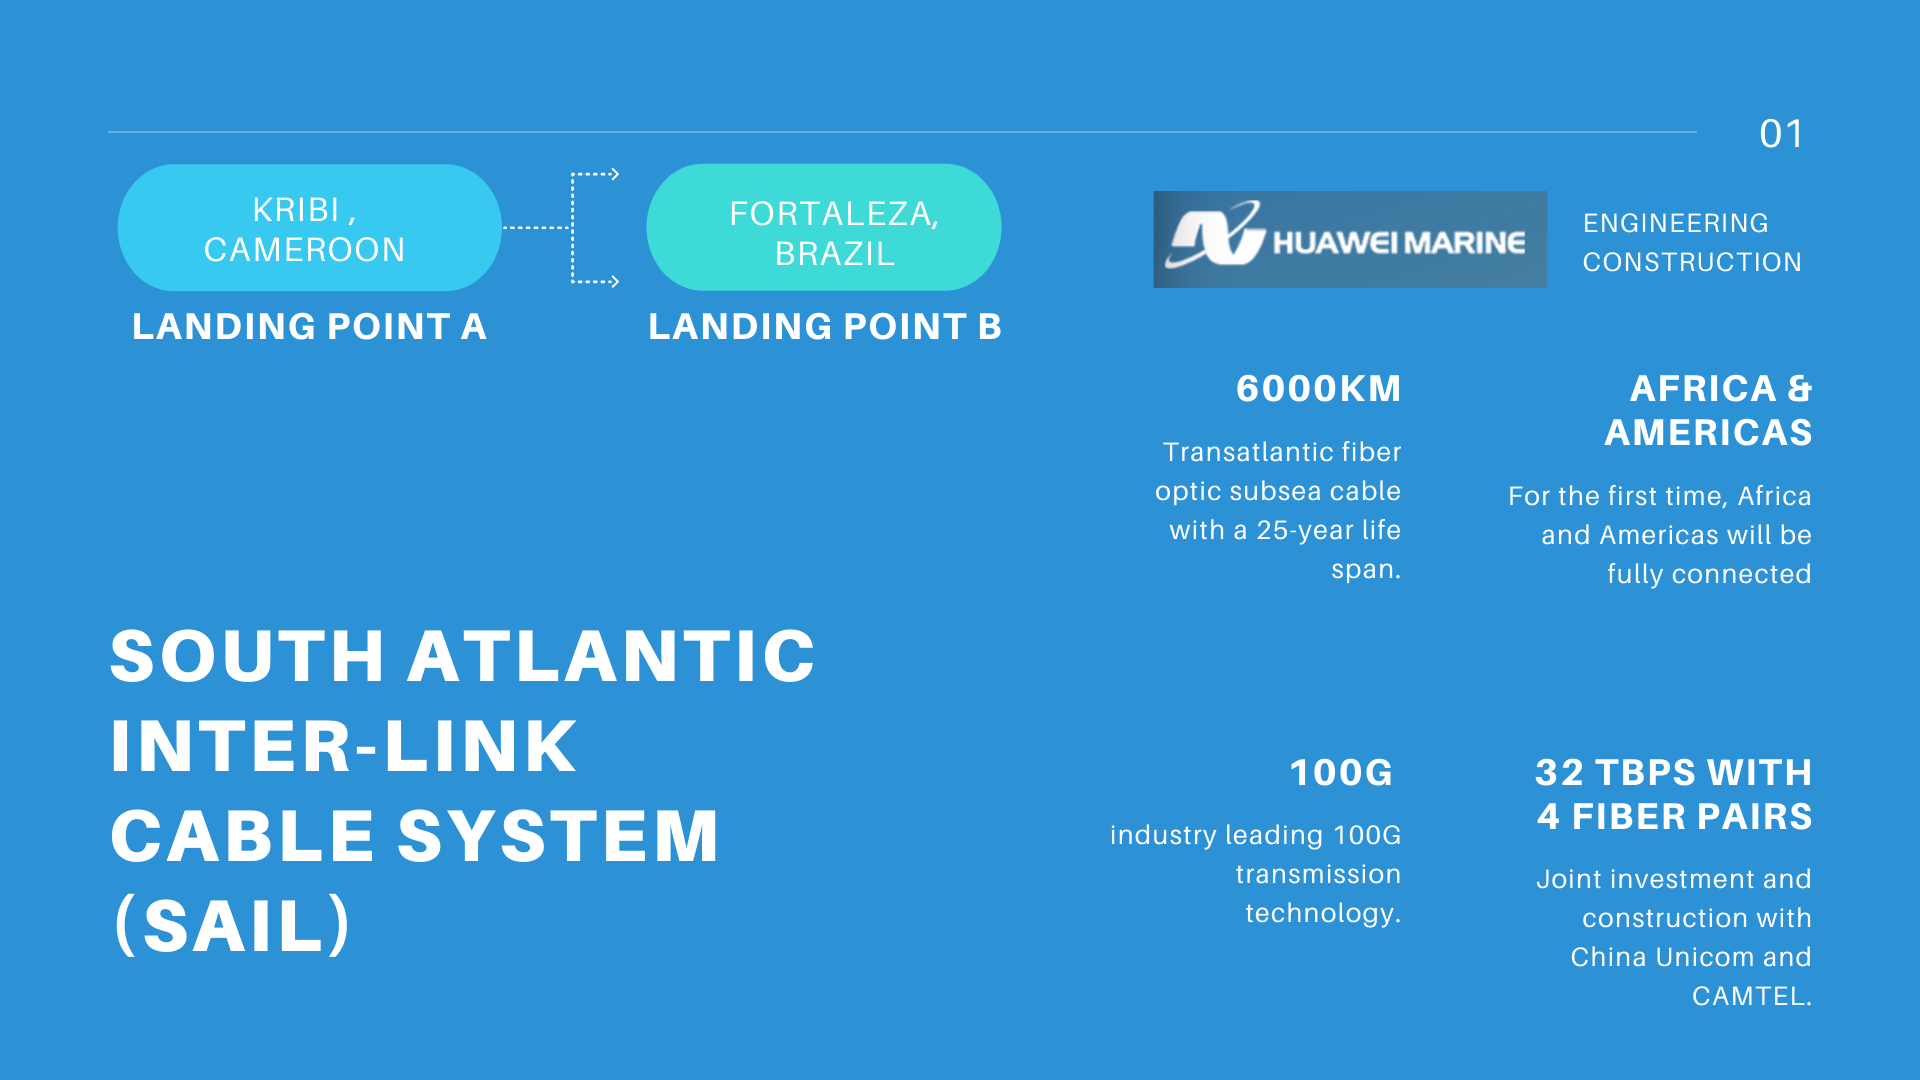 01
KRIBI ,
CAMEROON
LANDING POINT A
FORTALEZA,
BRAZIL
LANDING POINT B
HUAWEI MARINE
ENGINEERING
CONSTRUCTION
6000KM
Transatlantic fiber
optic subsea cable
with a 25-year life
span.
AFRICA &
AMERICAS
For the first time, Africa
and Americas will be
fully connected
SOUTH ATLANTIC
INTER-LINK
CABLE SYSTEM
(SAIL)
100G
industry leading 100G
transmission
technology.
32 TBPS WITH
4 FIBER PAIRS
Joint investment and
construction with
China Unicom and
CAMTEL.